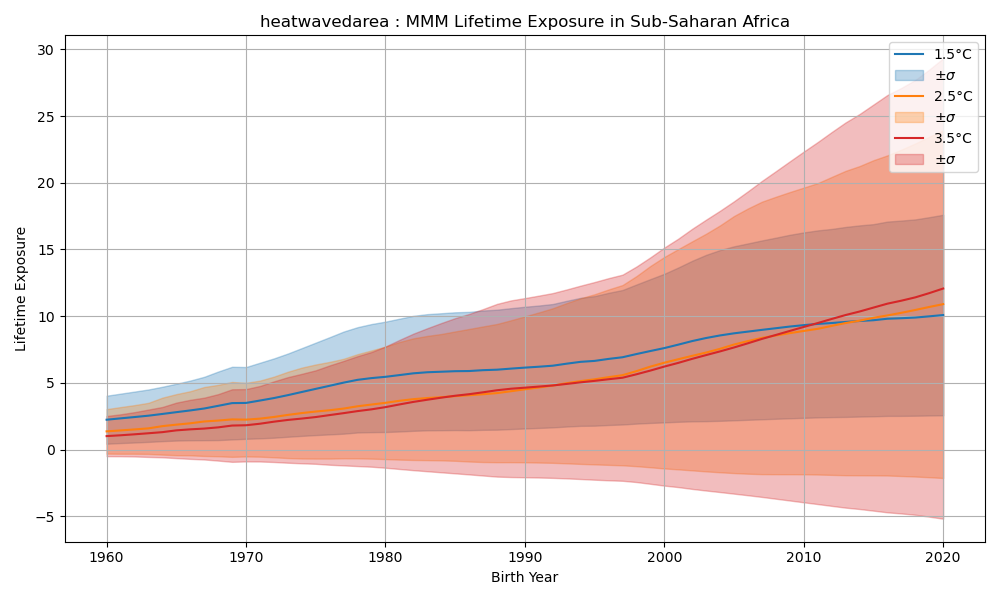 heatwavedarea : MMM Lifetime Exposure in Sub-Saharan Africa
30
25
20
15
10
5
0
−5
Lifetime Exposure
1.5°C
±σ
2.5°C
±σ
3.5°C
±σ
1960 1970 1980 1990 2000 2010 2020
Birth Year